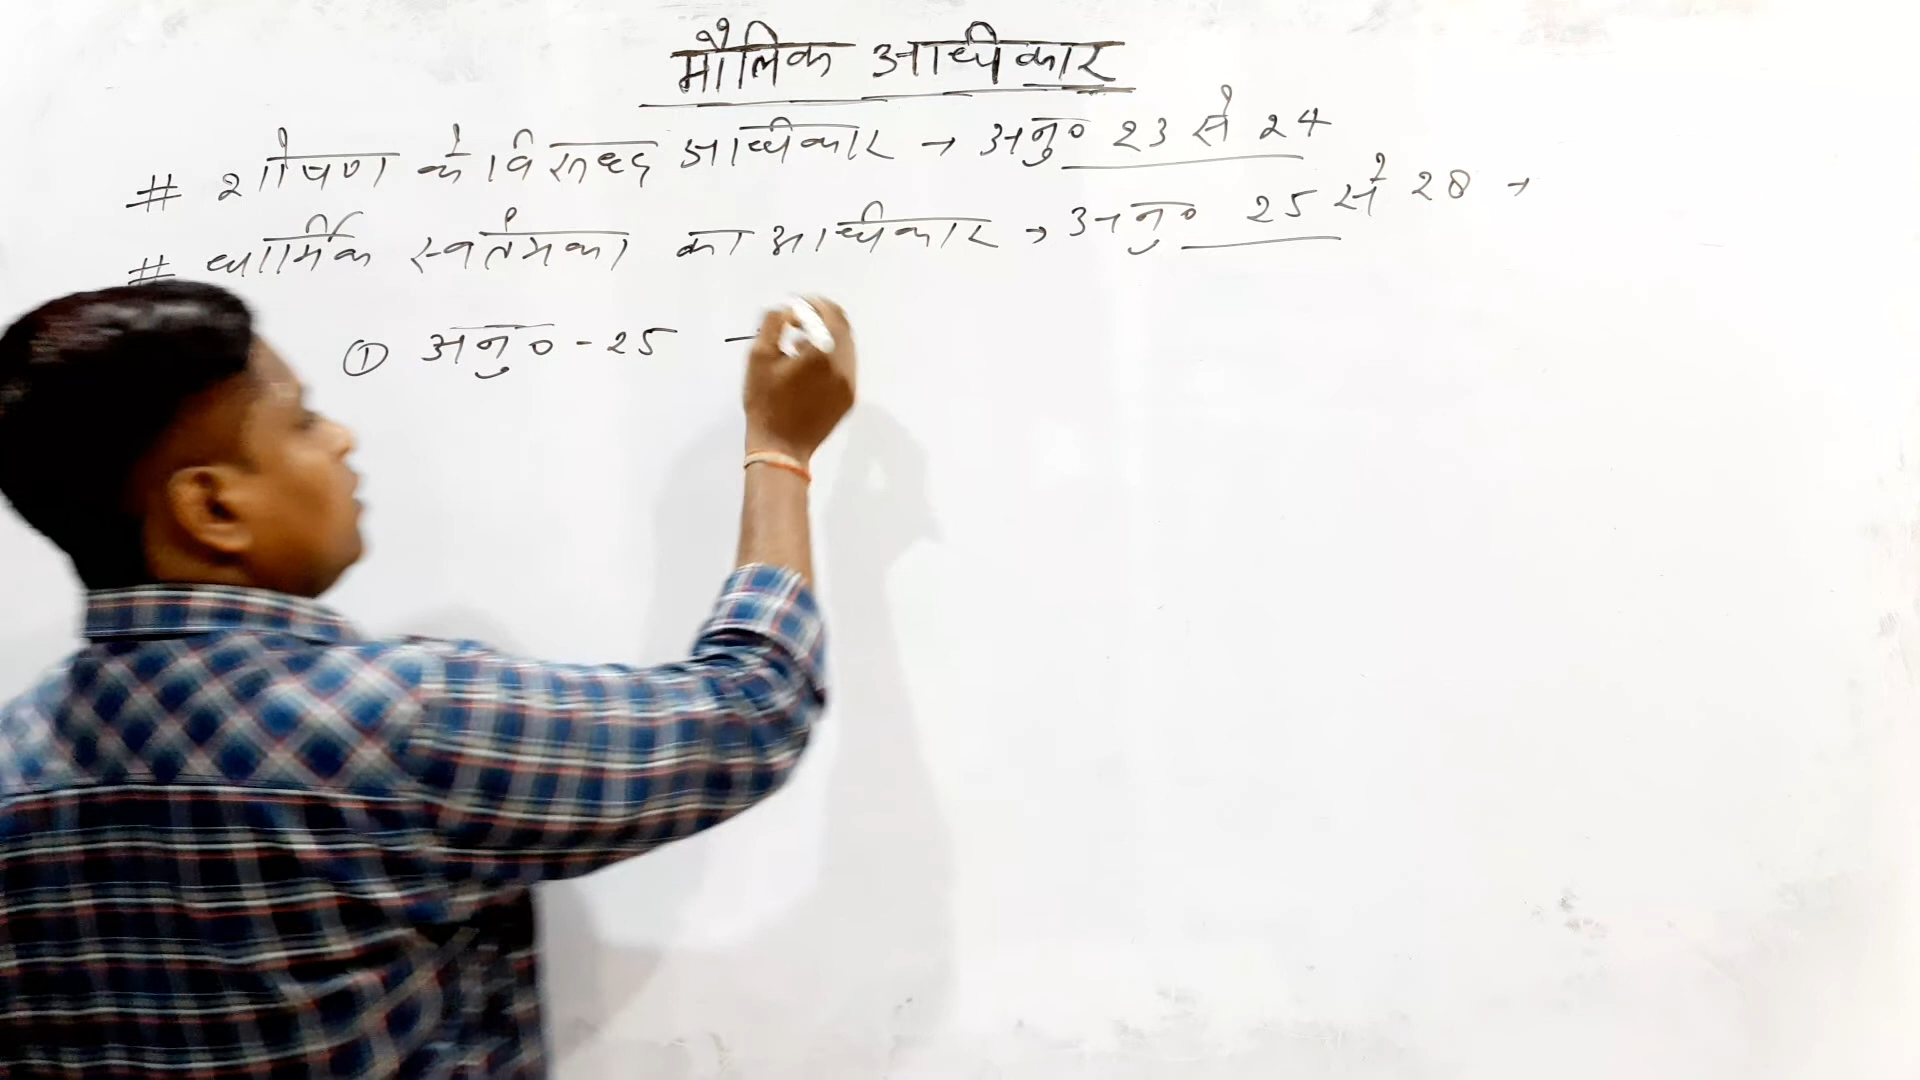 मौलिक अधिकार
# शोषण के विरुध्द अधिकार → अनु० 23 से 24
# धार्मिक स्वतंत्रता का अधिकार → अनु० 25 से 28 →
① अनु० - 25 -